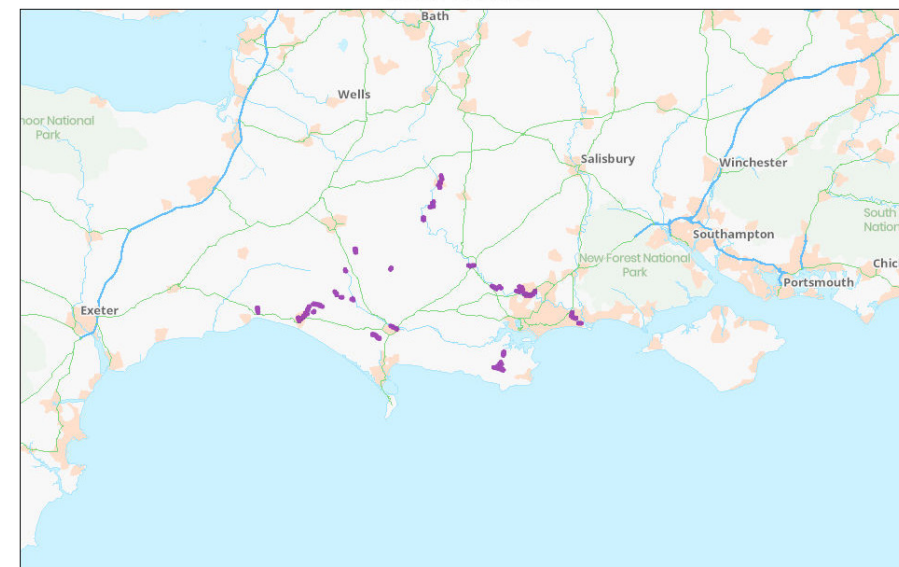 Bath
Wells
moor National
Park
Salisbury
Winchester
South
Nation
Southampton
New Forest National
Park
Chic
Portsmouth
Exeter